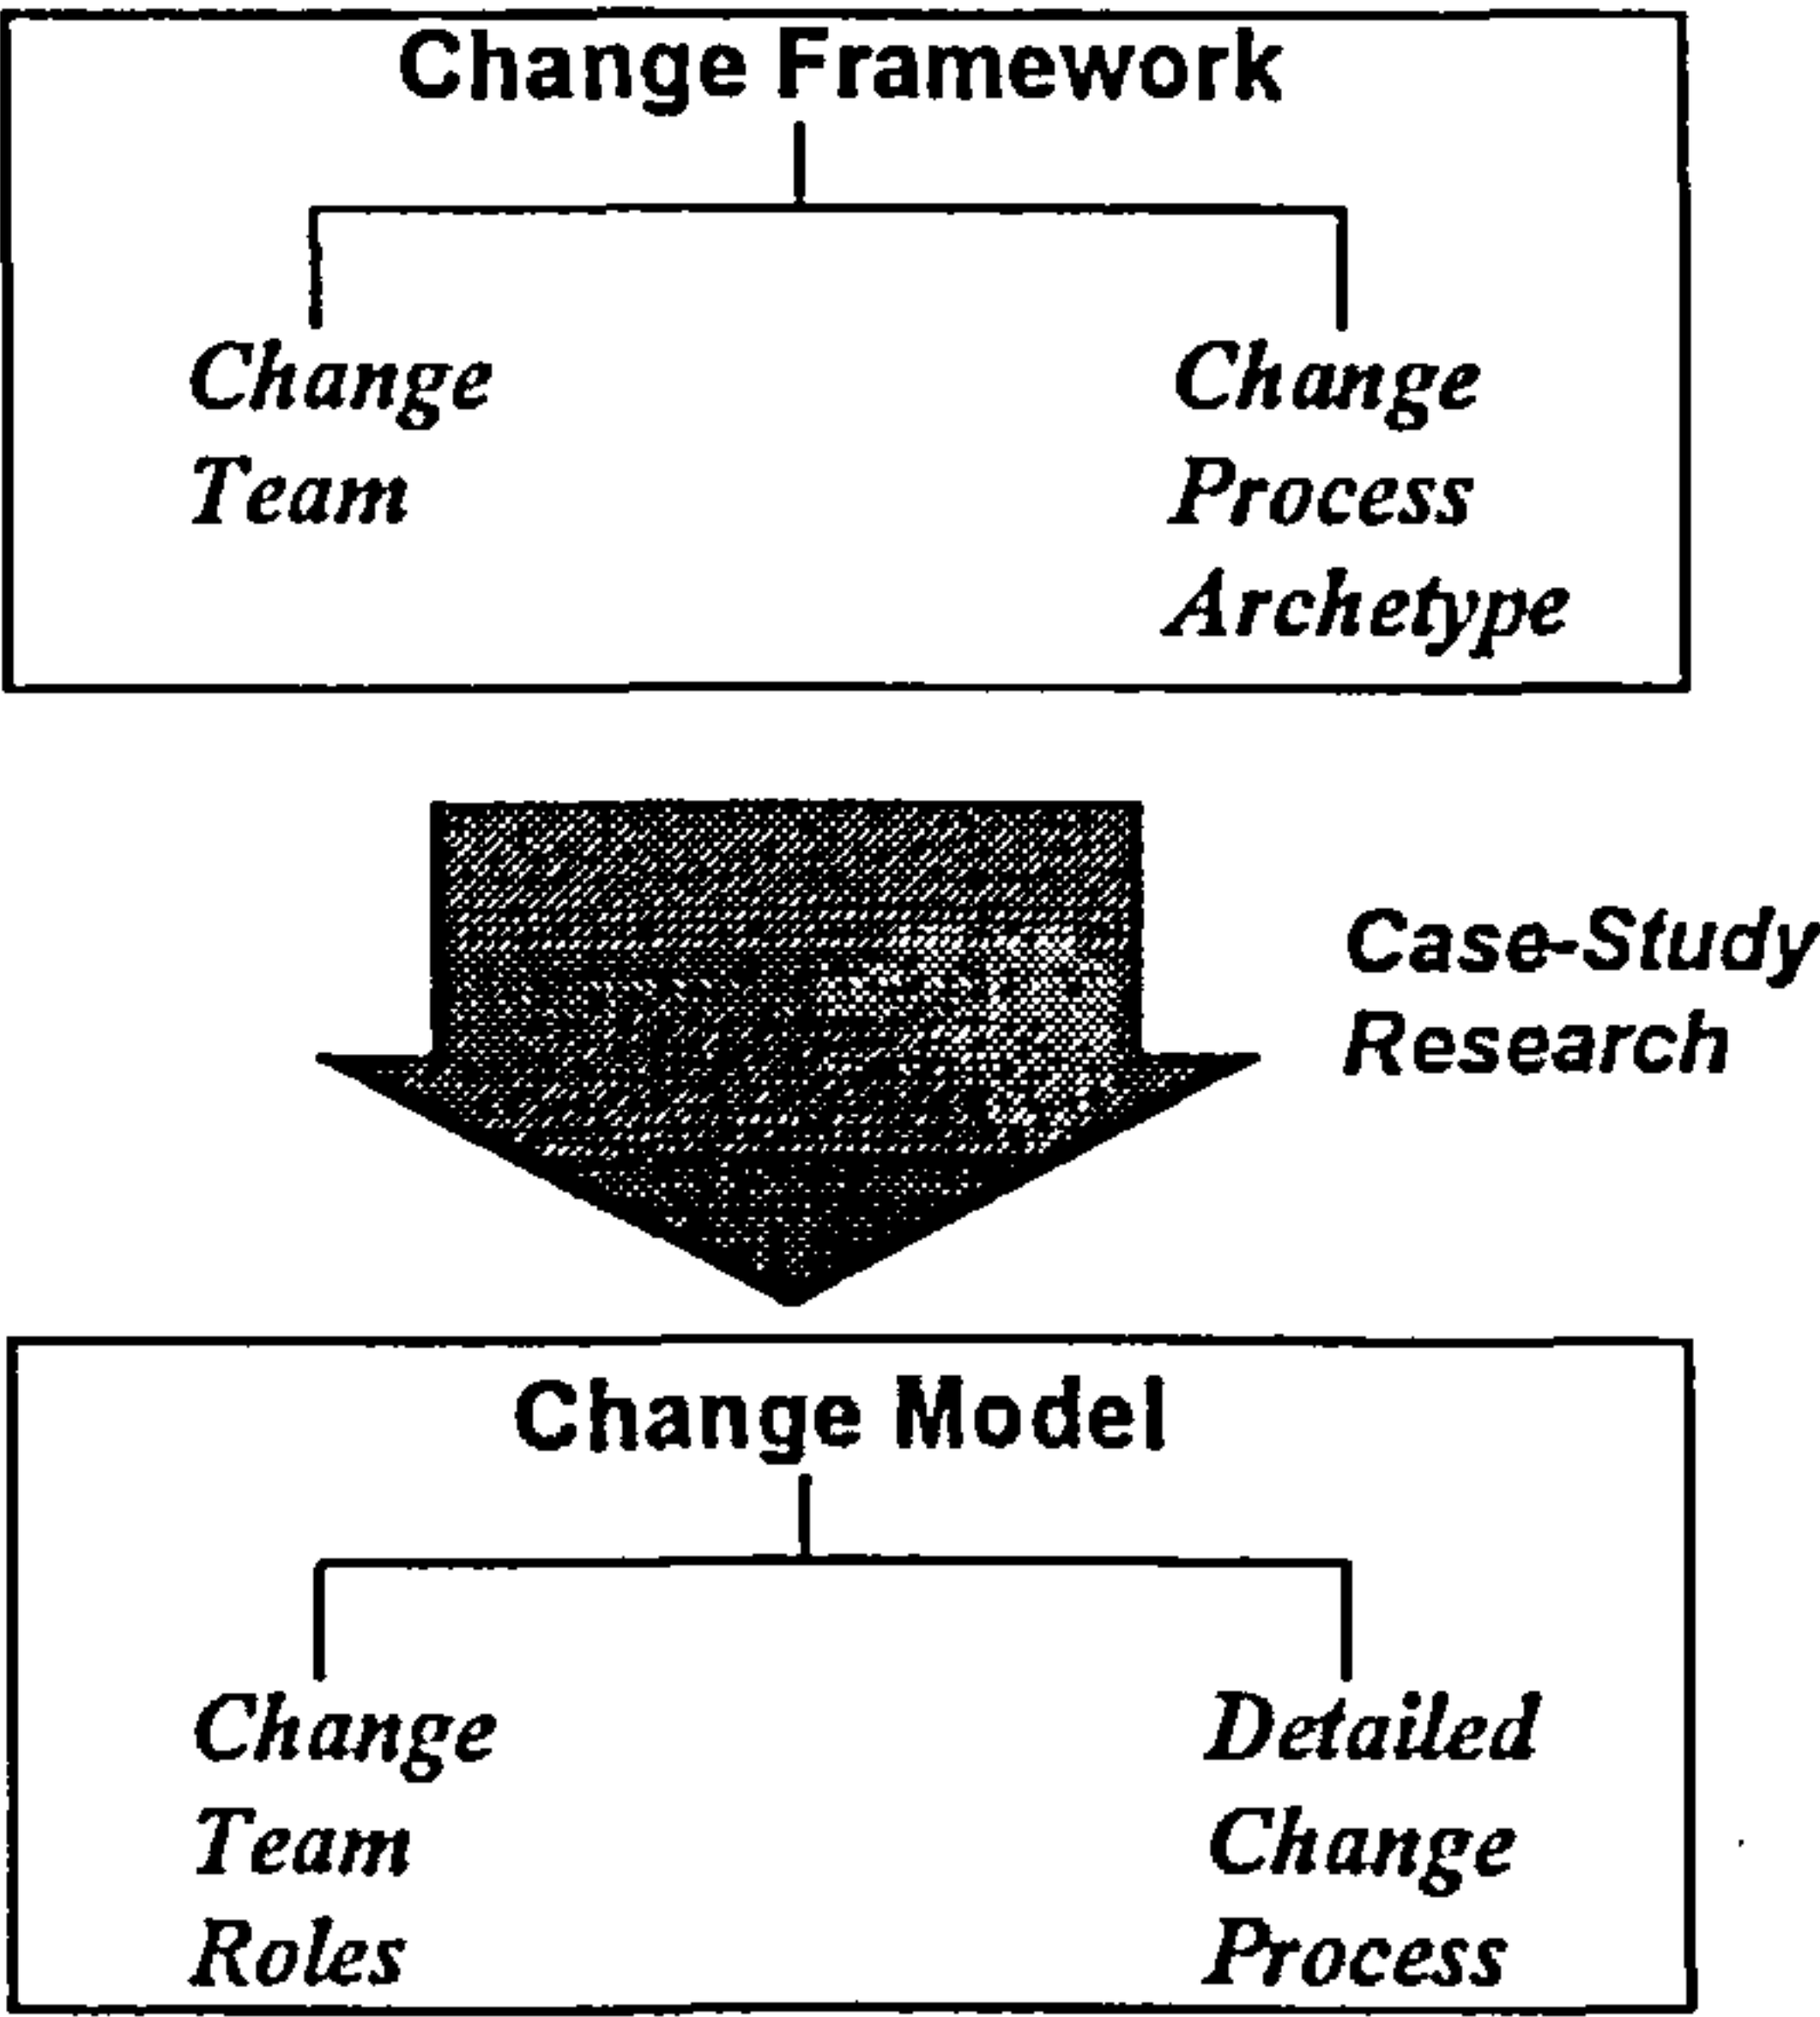 Change Framework
Change
Team
Change
Process
Archetype
Case-Study
Research
Change Model
Change
Team
Roles
Detailed
Change
Process